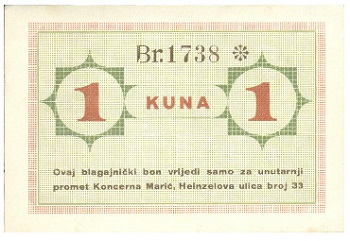 Br. 1738 *
1 KUNA 1
Ovaj blagajnički bon vrijedi samo za unutarnji
promet Koncerna Marić, Heinzelova ulica broj 33